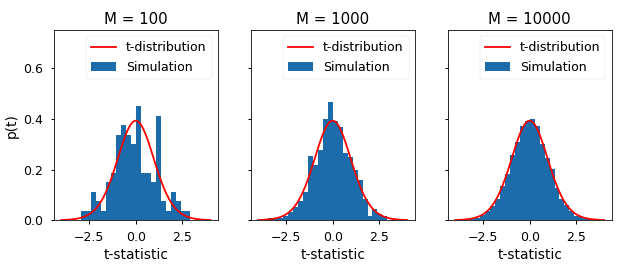 M = 100
M = 1000
M = 10000
t-distribution
Simulation
t-distribution
Simulation
t-distribution
Simulation
p(t)
0.6
0.4
0.2
0.0
−2.5 0.0 2.5
−2.5 0.0 2.5
−2.5 0.0 2.5
t-statistic
t-statistic
t-statistic